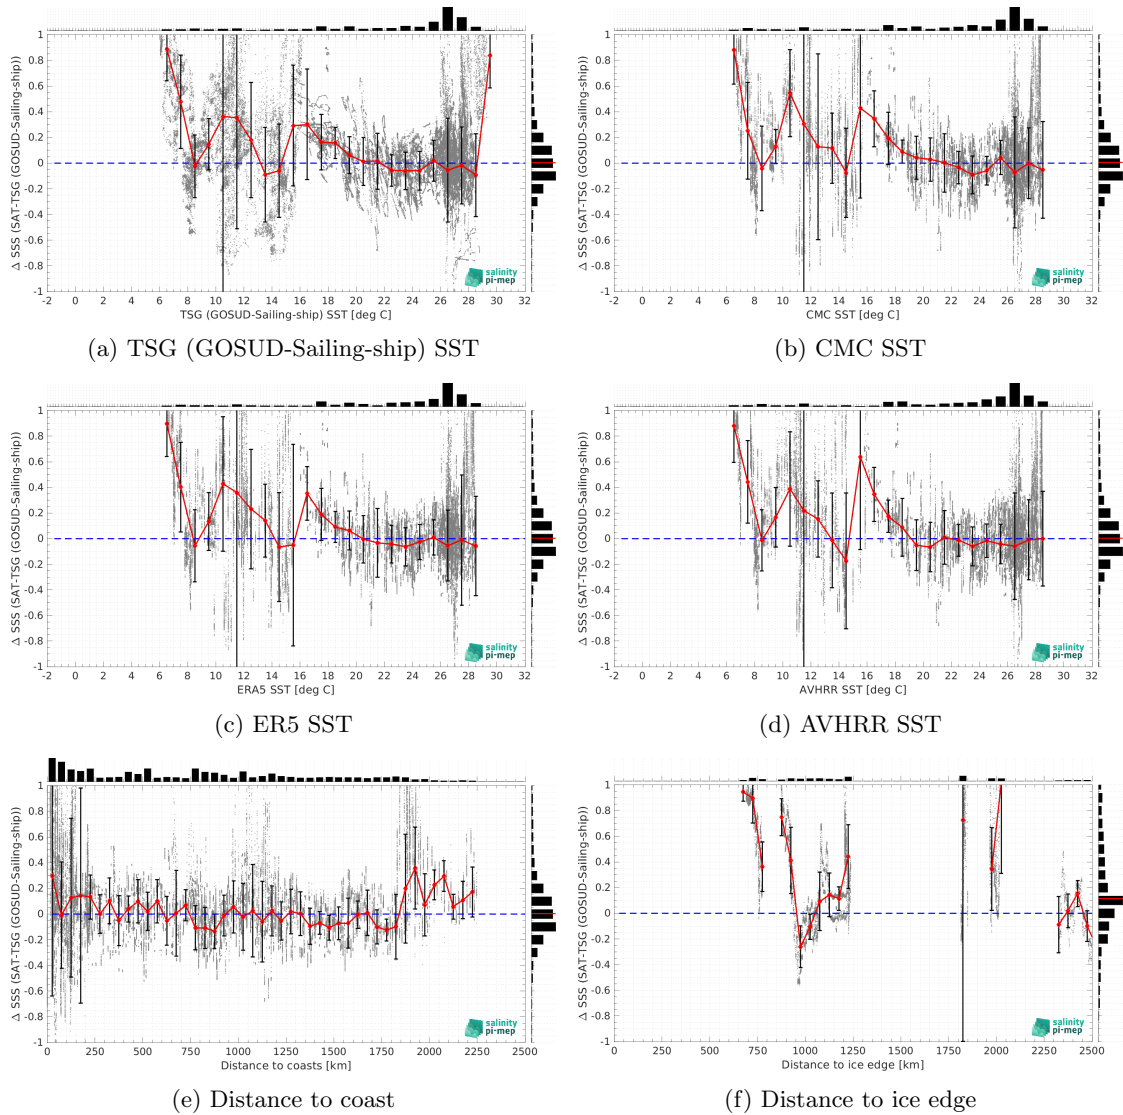 Δ SSS (SAT-TSG (GOSUD-Sailing-ship))
1
0.8
0.6
0.4
0.2
0
-0.2
-0.4
-0.6
-0.8
-1
salinity
pi-mep
-2 0 2 4 6 8 10 12 14 16 18 20 22 24 26 28 30 32
TSG (GOSUD-Sailing-ship) SST [deg C]
(a) TSG (GOSUD-Sailing-ship) SST
Δ SSS (SAT-TSG (GOSUD-Sailing-ship))
1
0.8
0.6
0.4
0.2
0
-0.2
-0.4
-0.6
-0.8
-1
salinity
pi-mep
-2 0 2 4 6 8 10 12 14 16 18 20 22 24 26 28 30 32
CMC SST [deg C]
(b) CMC SST
Δ SSS (SAT-TSG (GOSUD-Sailing-ship))
1
0.8
0.6
0.4
0.2
0
-0.2
-0.4
-0.6
-0.8
-1
salinity
pi-mep
-2 0 2 4 6 8 10 12 14 16 18 20 22 24 26 28 30 32
ERA5 SST [deg C]
(c) ER5 SST
Δ SSS (SAT-TSG (GOSUD-Sailing-ship))
1
0.8
0.6
0.4
0.2
0
-0.2
-0.4
-0.6
-0.8
-1
salinity
pi-mep
-2 0 2 4 6 8 10 12 14 16 18 20 22 24 26 28 30 32
AVHRR SST [deg C]
(d) AVHRR SST
Δ SSS (SAT-TSG (GOSUD-Sailing-ship))
1
0.8
0.6
0.4
0.2
0
-0.2
-0.4
-0.6
-0.8
-1
salinity
pi-mep
0 250 500 750 1000 1250 1500 1750 2000 2250 2500
Distance to coasts [km]
(e) Distance to coast
Δ SSS (SAT-TSG (GOSUD-Sailing-ship))
1
0.8
0.6
0.4
0.2
0
-0.2
-0.4
-0.6
-0.8
-1
salinity
pi-mep
0 250 500 750 1000 1250 1500 1750 2000 2250 2500
Distance to ice edge [km]
(f) Distance to ice edge